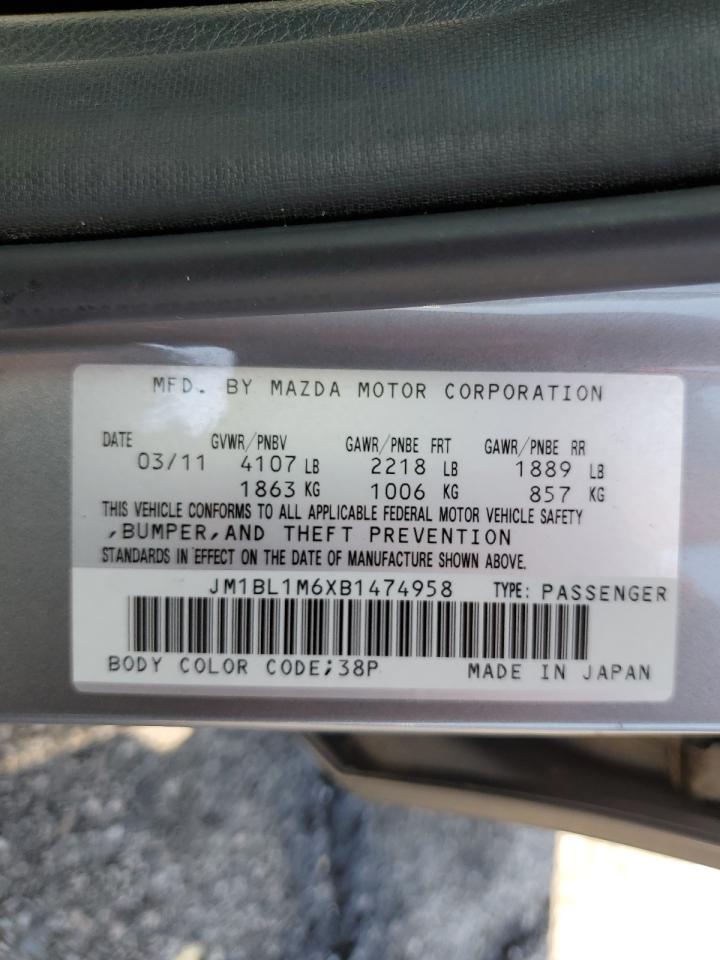 MFD. BY MAZDA MOTOR CORPORATION
DATE GVWR/PNBV GAWR/PNBE FRT GAWR/PNBE RR
03/11 4107 LB 2218 LB 1889 LB
1863 KG 1006 KG 857 KG
THIS VEHICLE CONFORMS TO ALL APPLICABLE FEDERAL MOTOR VEHICLE SAFETY
,BUMPER,AND THEFT PREVENTION
STANDARDS IN EFFECT ON THE DATE OF MANUFACTURE SHOWN ABOVE.
JM1BL1M6XB1474958 TYPE: PASSENGER
BODY COLOR CODE;38P MADE IN JAPAN